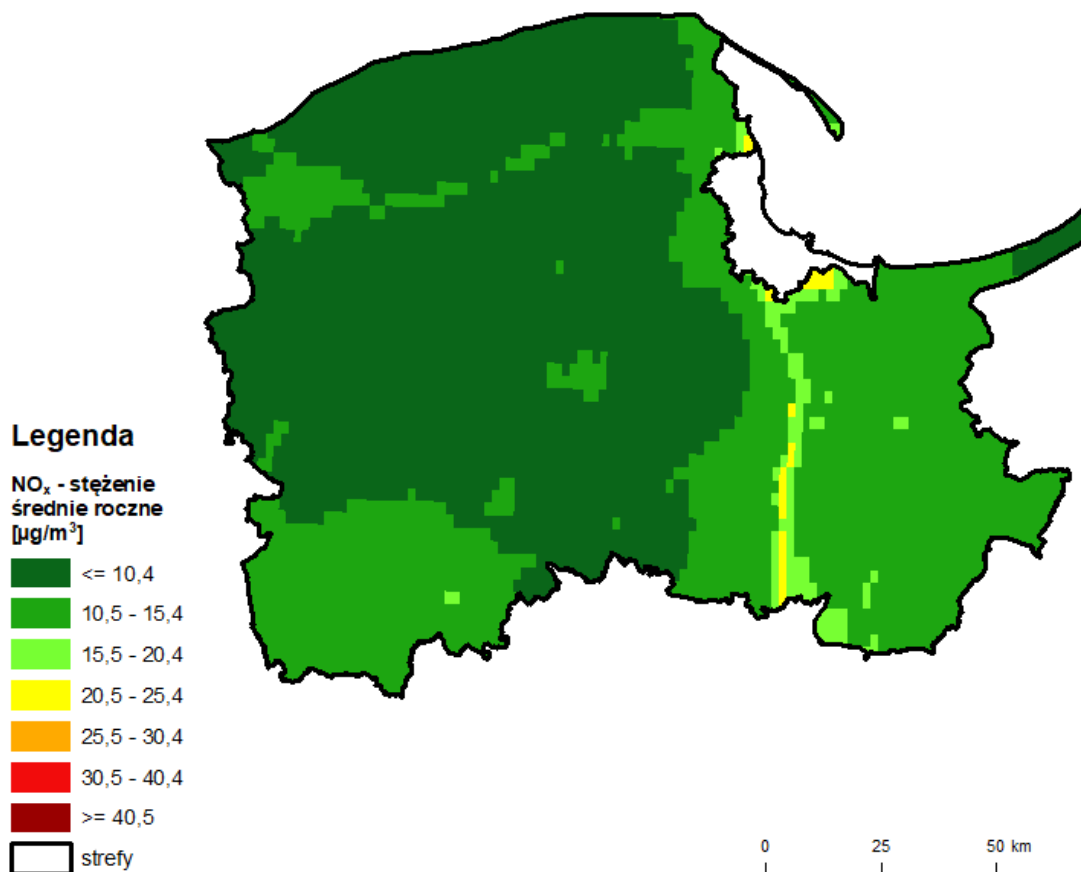 Legenda
NOₓ - stężenie
średnie roczne
[µg/m³]
<= 10,4
10,5 - 15,4
15,5 - 20,4
20,5 - 25,4
25,5 - 30,4
30,5 - 40,4
>= 40,5
strefy
0 25 50 km